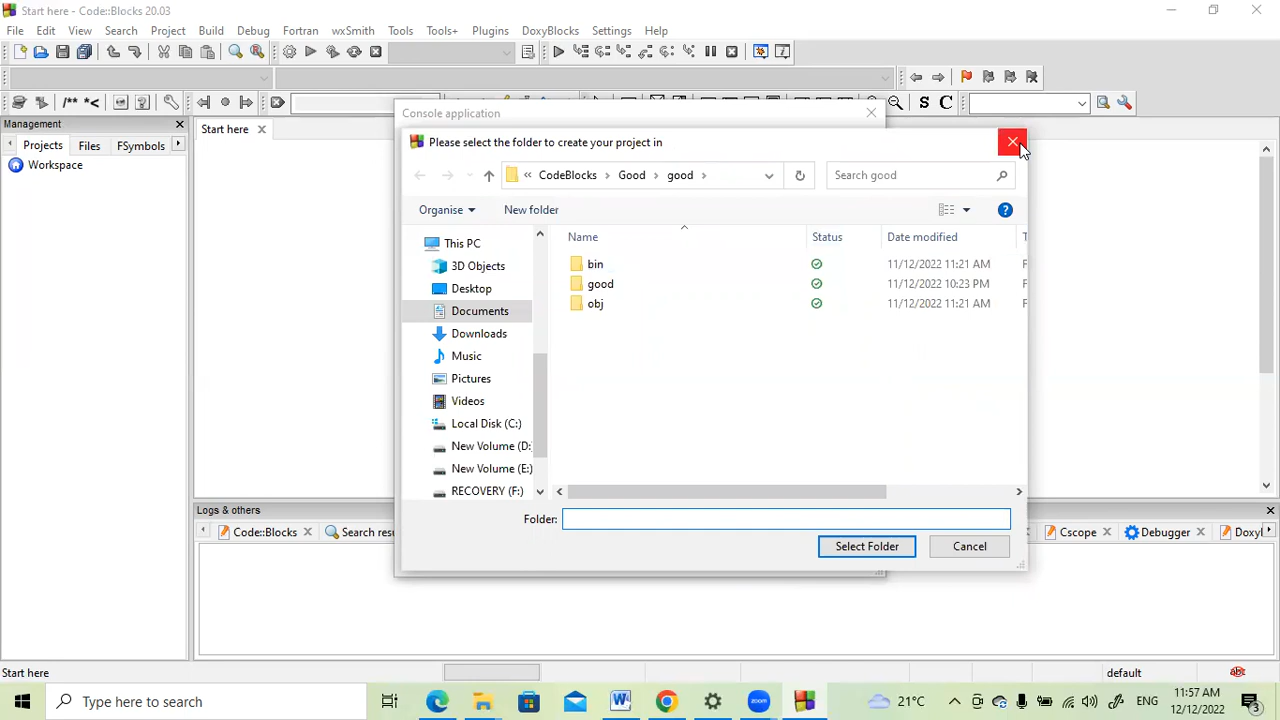 Start here - Code::Blocks 20.03
File Edit View Search Project Build Debug Fortran wxSmith Tools Tools+ Plugins DoxyBlocks Settings Help
/** *<
S C
Management
Projects Files FSymbols
Workspace
Start here
Console application
Please select the folder to create your project in
« CodeBlocks › Good › good ›
Search good
Organise New folder
Name Status Date modified T
This PC
3D Objects
Desktop
Documents
Downloads
Music
Pictures
Videos
Local Disk (C:)
New Volume (D:
New Volume (E:)
RECOVERY (F:)
bin 11/12/2022 11:21 AM F
good 11/12/2022 10:23 PM F
obj 11/12/2022 11:21 AM F
Folder:
Select Folder Cancel
Logs & others
Code::Blocks Search resu Cscope Debugger Doxyl
Start here default abc
Type here to search
21°C ENG 11:57 AM
12/12/2022 3